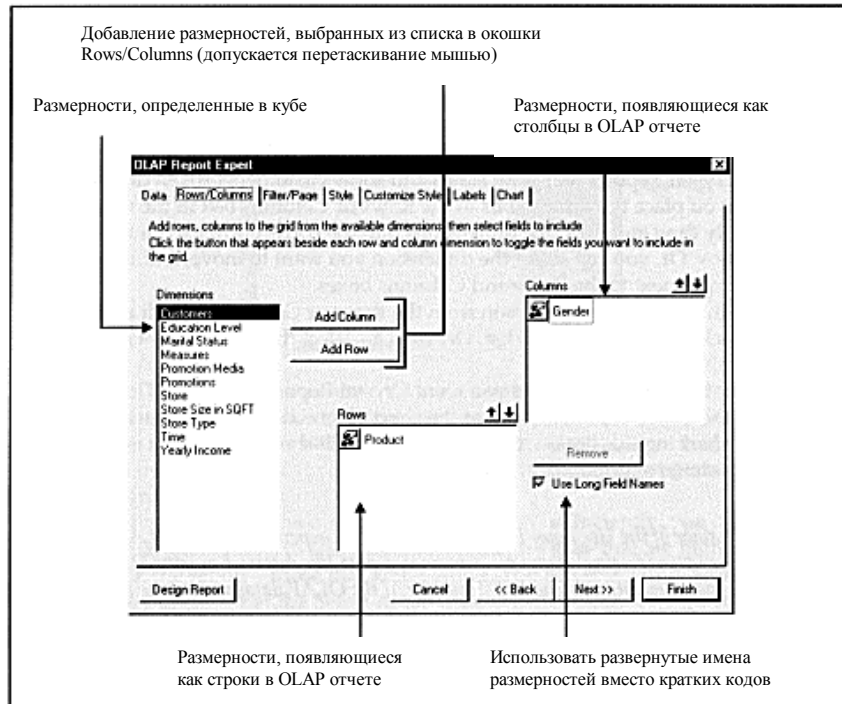 Добавление размерностей, выбранных из списка в окошки
Rows/Columns (допускается перетаскивание мышью)
Размерности, определенные в кубе
Размерности, появляющиеся как
столбцы в OLAP отчете
OLAP Report Expert
Data Rows/Columns Filter/Page Style Customize Style Labels Chart
Add rows, columns to the grid from the available dimensions, then select fields to include
Click the button that appears beside each row and column dimension to toggle the fields you want to include in
the grid.
Dimensions
Customers
Education Level
Marital Status
Measures
Promotion Media
Promotions
Store
Store Size in SQFT
Store Type
Time
Yearly Income
Add Column
Add Row
Columns
Gender
Rows
Product
Remove
Use Long Field Names
Design Report
Cancel
<< Back
Next >>
Finish
Размерности, появляющиеся
как строки в OLAP отчете
Использовать развернутые имена
размерностей вместо кратких кодов